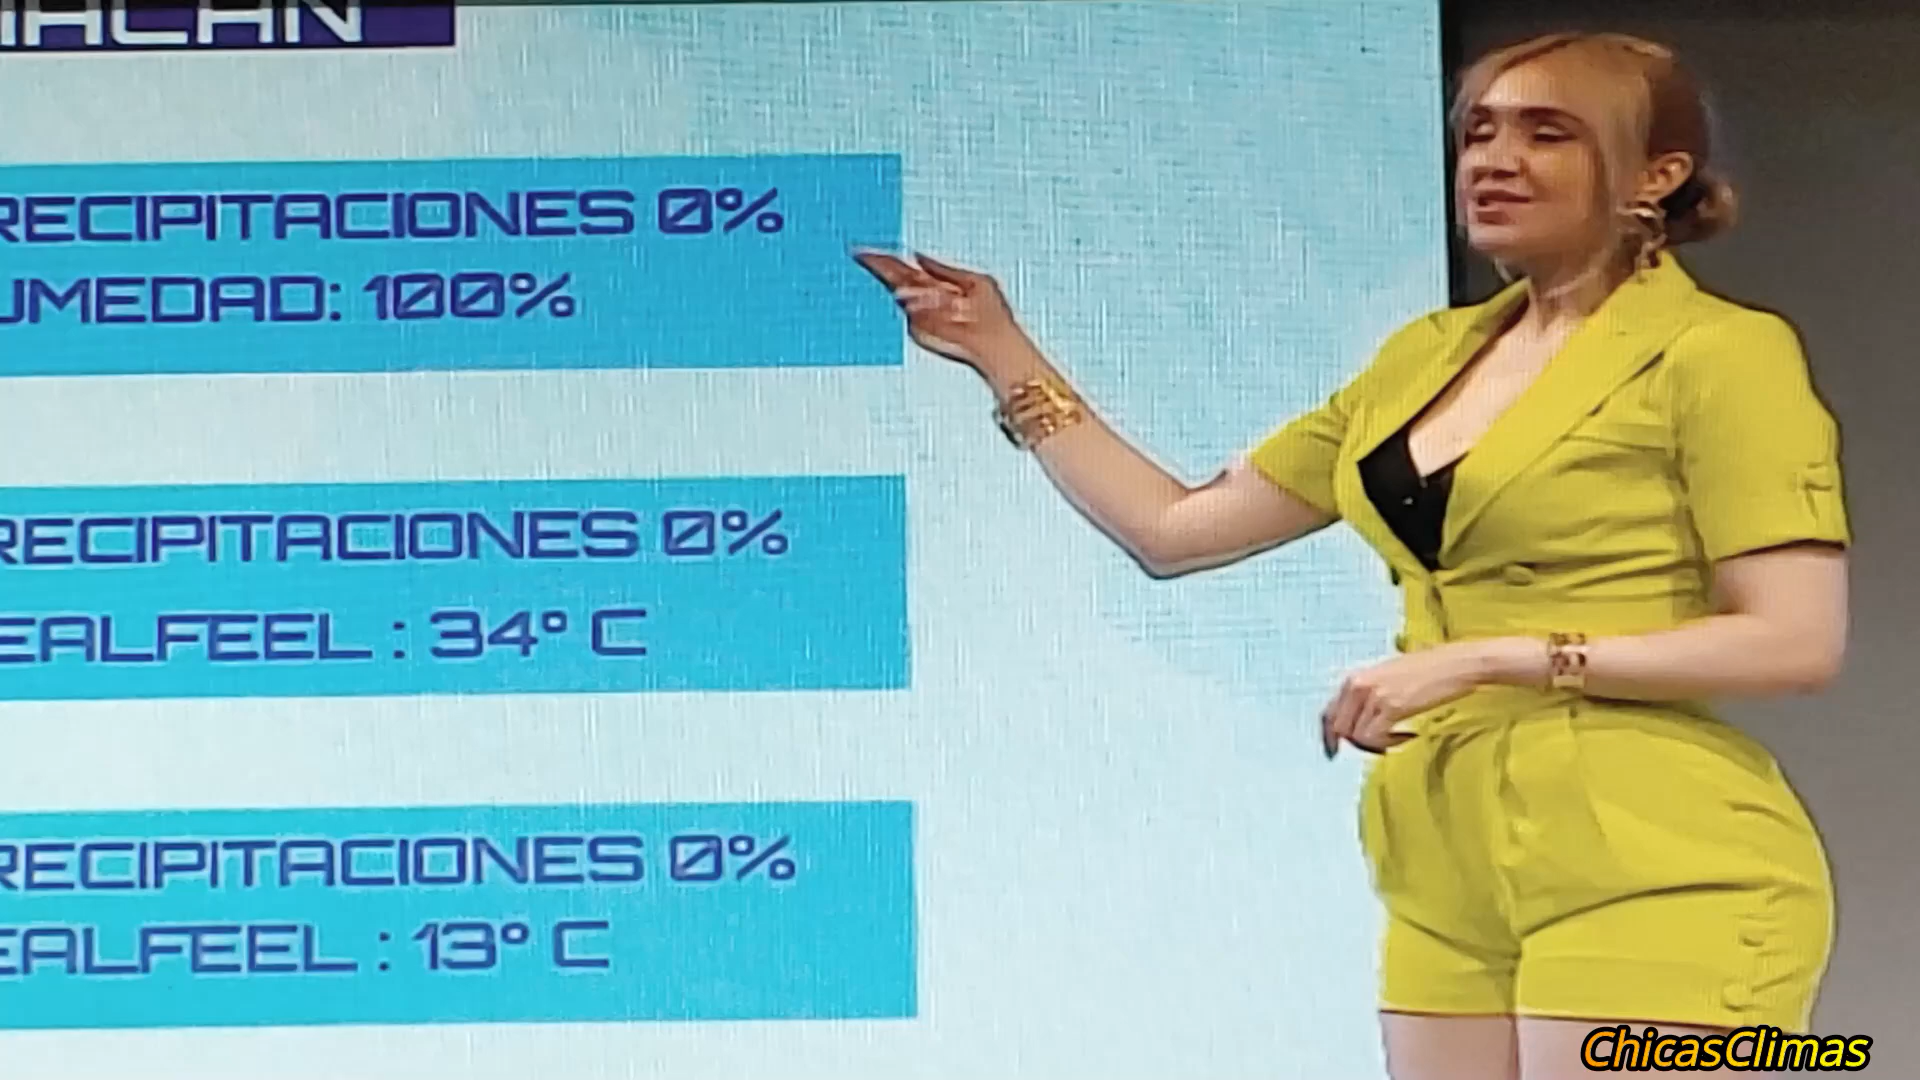 RECIPITACIONES 0%
UMEDAD: 100%
RECIPITACIONES 0%
EALFEEL : 34° C
RECIPITACIONES 0%
EALFEEL : 13° C
ChicasClimas